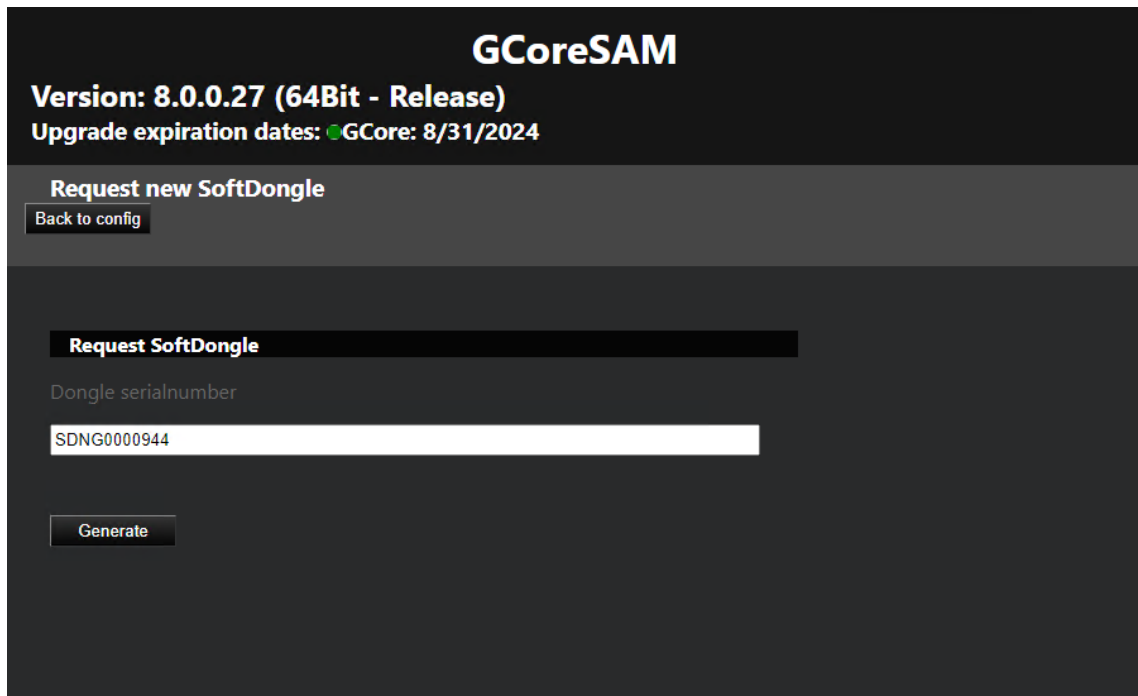 GCoreSAM
Version: 8.0.0.27 (64Bit - Release)
Upgrade expiration dates: GCore: 8/31/2024
Request new SoftDongle
Back to config
Request SoftDongle
Dongle serialnumber
SDNG0000944
Generate